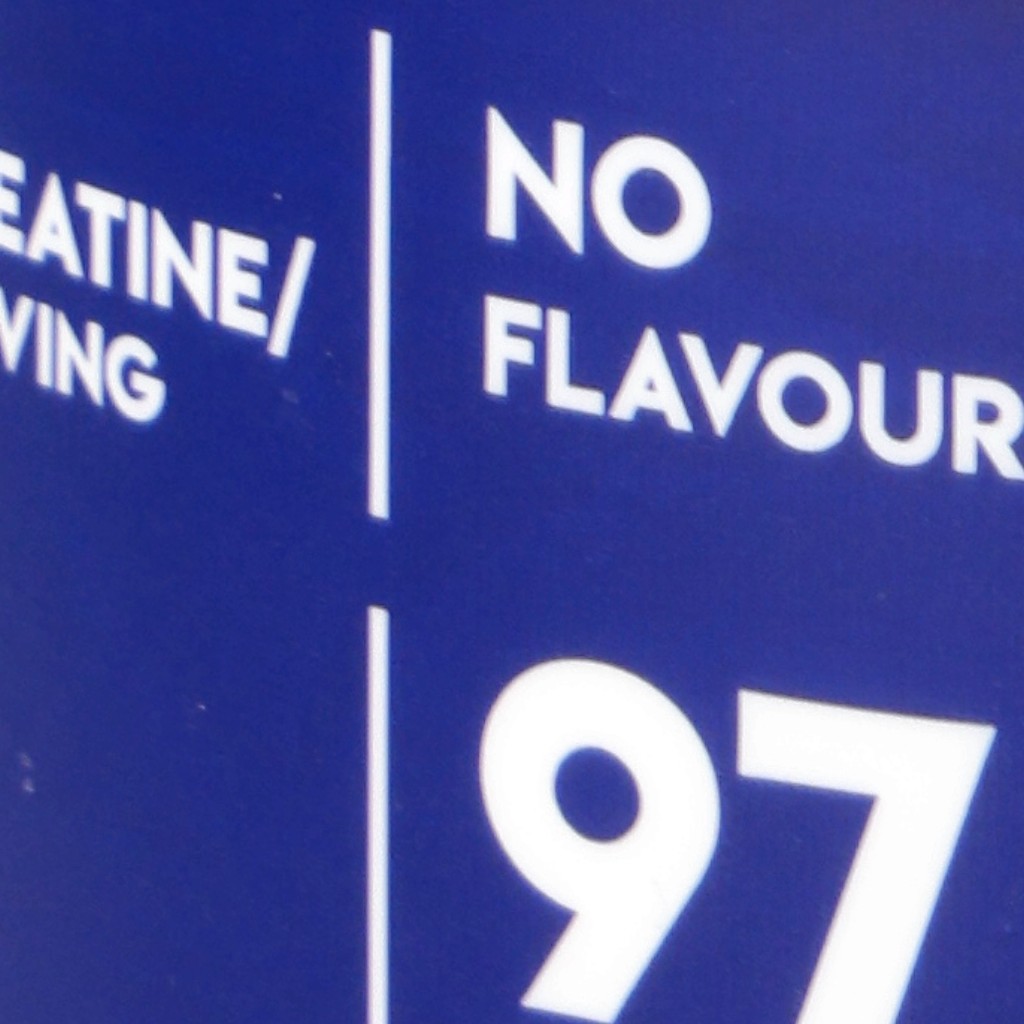 EATINE/
VING
NO
FLAVOUR
97